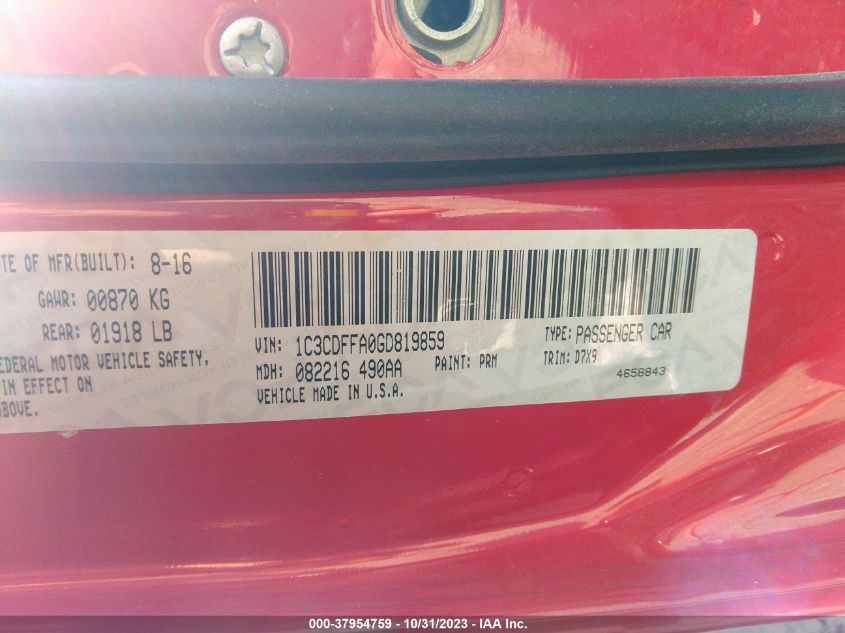 TE OF MFR(BUILT): 8-16
GAWR: 00870 KG
REAR: 01918 LB
EDERAL MOTOR VEHICLE SAFETY,
IN EFFECT ON
ABOVE.
VIN: 1C3CDFFA0GD819859
TYPE: PASSENGER CAR
MDH: 082216 490AA
PAINT: PRM
TRIM: D7X9
VEHICLE MADE IN U.S.A.
4658843
000-37954759 - 10/31/2023 - IAA Inc.